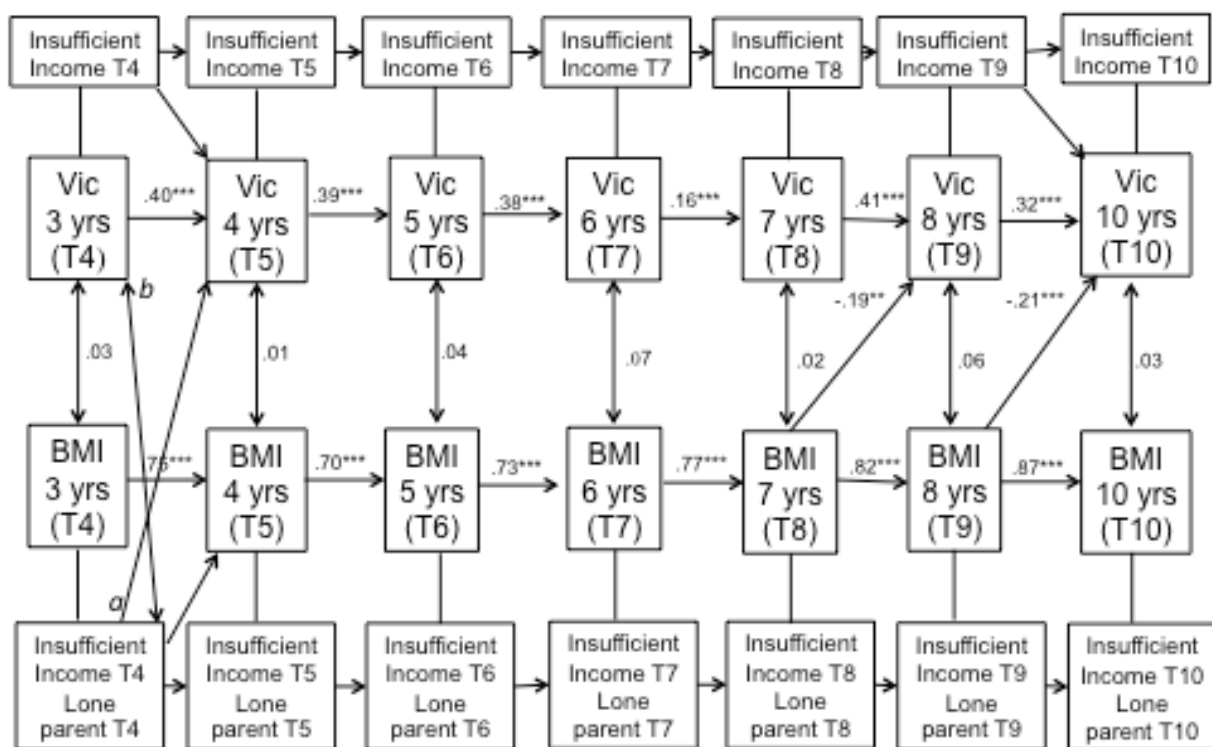 Insufficient Income T4
Insufficient Income T5
Insufficient Income T6
Insufficient Income T7
Insufficient Income T8
Insufficient Income T9
Insufficient Income T10
Vic
3 yrs
(T4)
.40***
Vic
4 yrs
(T5)
.39***
Vic
5 yrs
(T6)
.38***
Vic
6 yrs
(T7)
.16***
Vic
7 yrs
(T8)
.41***
Vic
8 yrs
(T9)
.32***
Vic
10 yrs
(T10)
b
-.19**
-.21***
.03
.01
.04
.07
.02
.06
.03
BMI
3 yrs
(T4)
.75***
BMI
4 yrs
(T5)
.70***
BMI
5 yrs
(T6)
.73***
BMI
6 yrs
(T7)
.77***
BMI
7 yrs
(T8)
.82***
BMI
8 yrs
(T9)
.87***
BMI
10 yrs
(T10)
a
Insufficient
Income T4
Lone
parent T4
Insufficient
Income T5
Lone
parent T5
Insufficient
Income T6
Lone
parent T6
Insufficient
Income T7
Lone
parent T7
Insufficient
Income T8
Lone
parent T8
Insufficient
Income T9
Lone
parent T9
Insufficient
Income T10
Lone
parent T10